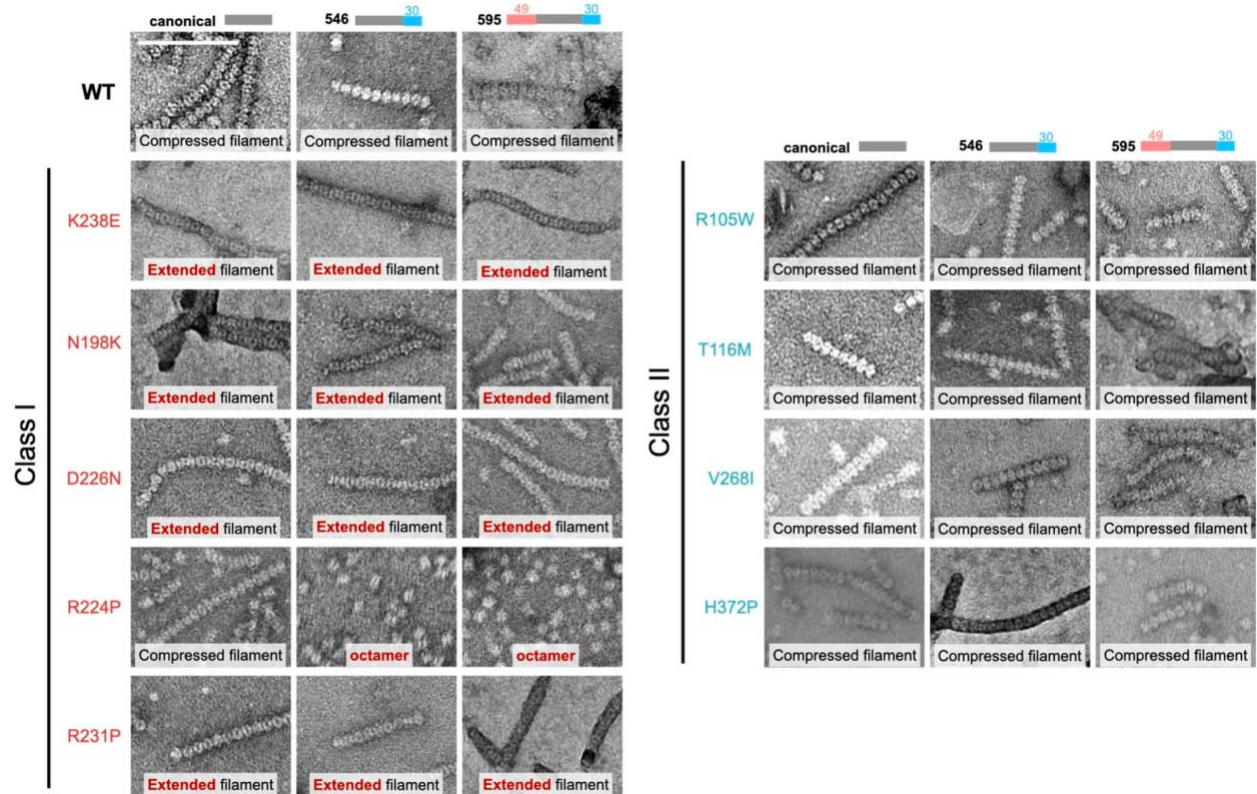 canonical 546 30 595 49 30
WT
Compressed filament Compressed filament Compressed filament
Class I
K238E
Extended filament Extended filament Extended filament
N198K
Extended filament Extended filament Extended filament
D226N
Extended filament Extended filament Extended filament
R224P
Compressed filament octamer octamer
R231P
Extended filament Extended filament Extended filament
canonical 546 30 595 49 30
Class II
R105W
Compressed filament Compressed filament Compressed filament
T116M
Compressed filament Compressed filament Compressed filament
V268I
Compressed filament Compressed filament Compressed filament
H372P
Compressed filament Compressed filament Compressed filament